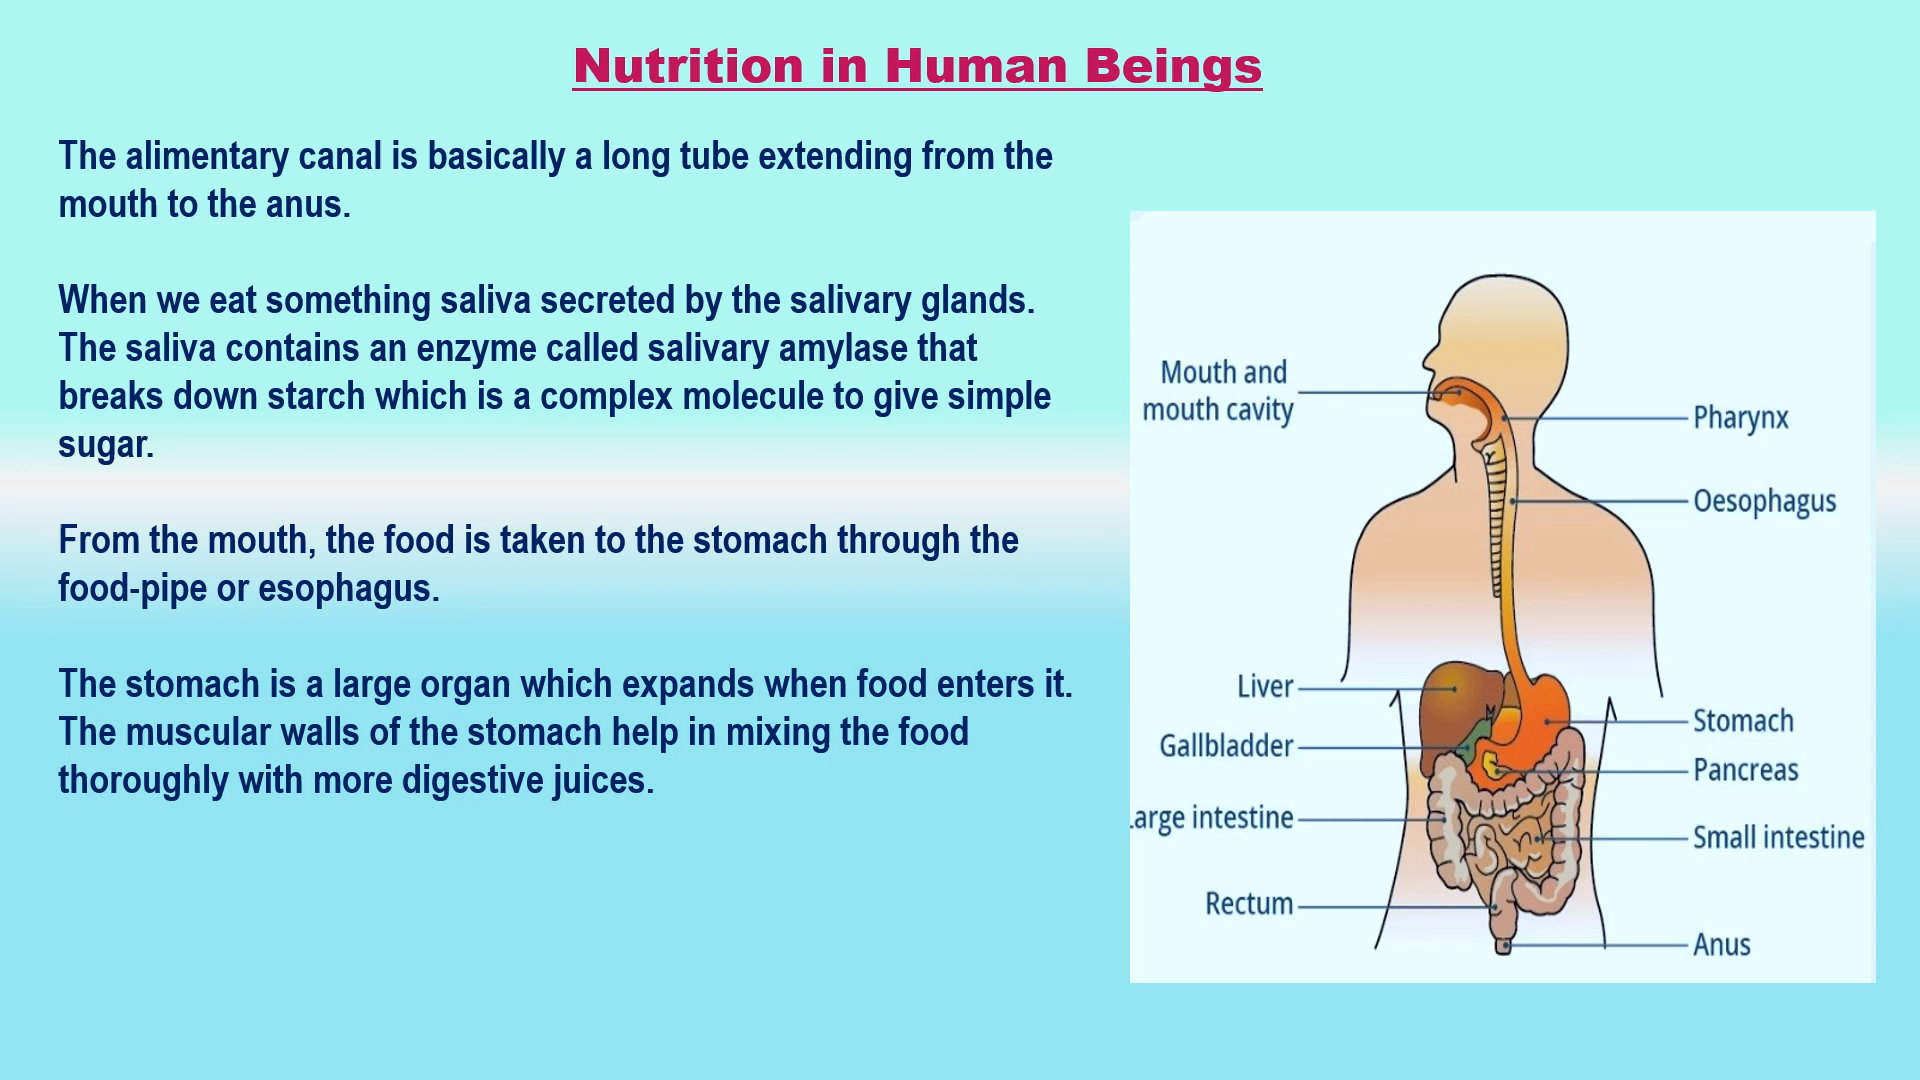 Nutrition in Human Beings
The alimentary canal is basically a long tube extending from the
mouth to the anus.
When we eat something saliva secreted by the salivary glands.
The saliva contains an enzyme called salivary amylase that
breaks down starch which is a complex molecule to give simple
sugar.
From the mouth, the food is taken to the stomach through the
food-pipe or esophagus.
The stomach is a large organ which expands when food enters it.
The muscular walls of the stomach help in mixing the food
thoroughly with more digestive juices.
Mouth and
mouth cavity
Pharynx
Oesophagus
Liver
Stomach
Gallbladder
Pancreas
Large intestine
Small intestine
Rectum
Anus